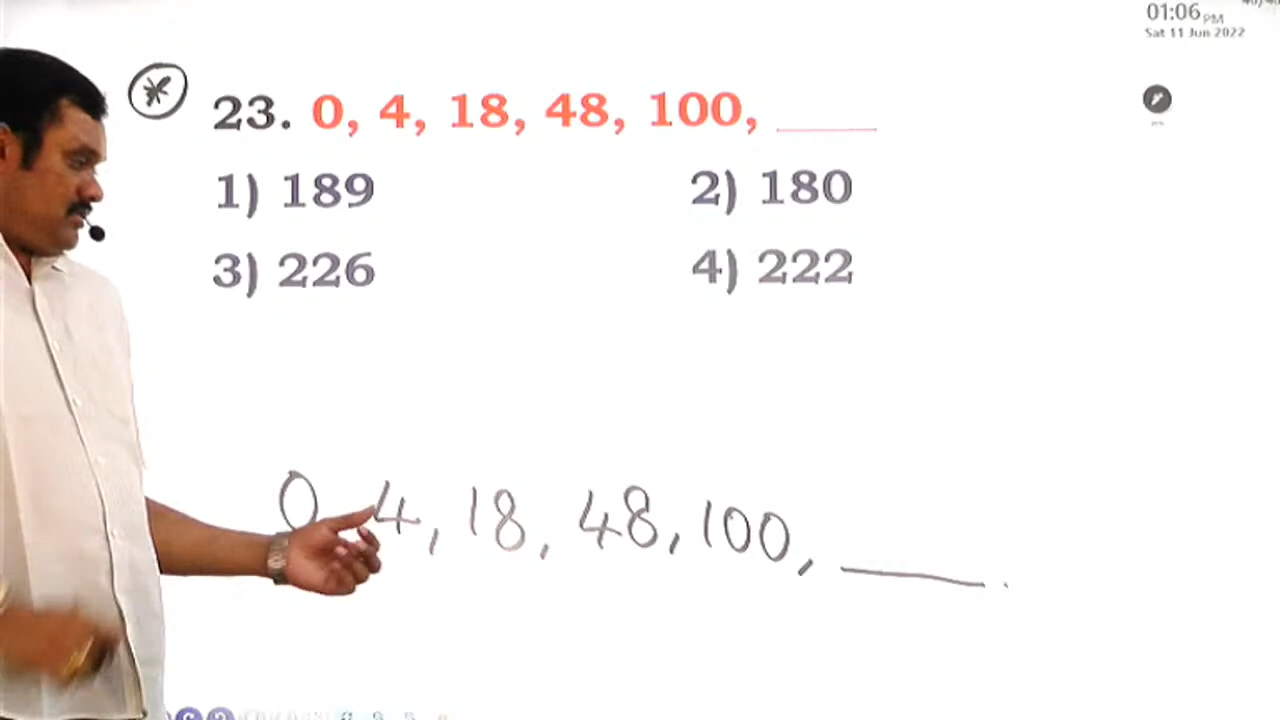 01:06 PM
Sat 11 Jun 2022
23. 0, 4, 18, 48, 100, ____
1) 189
2) 180
3) 226
4) 222
0 4, 18, 48, 100, ____